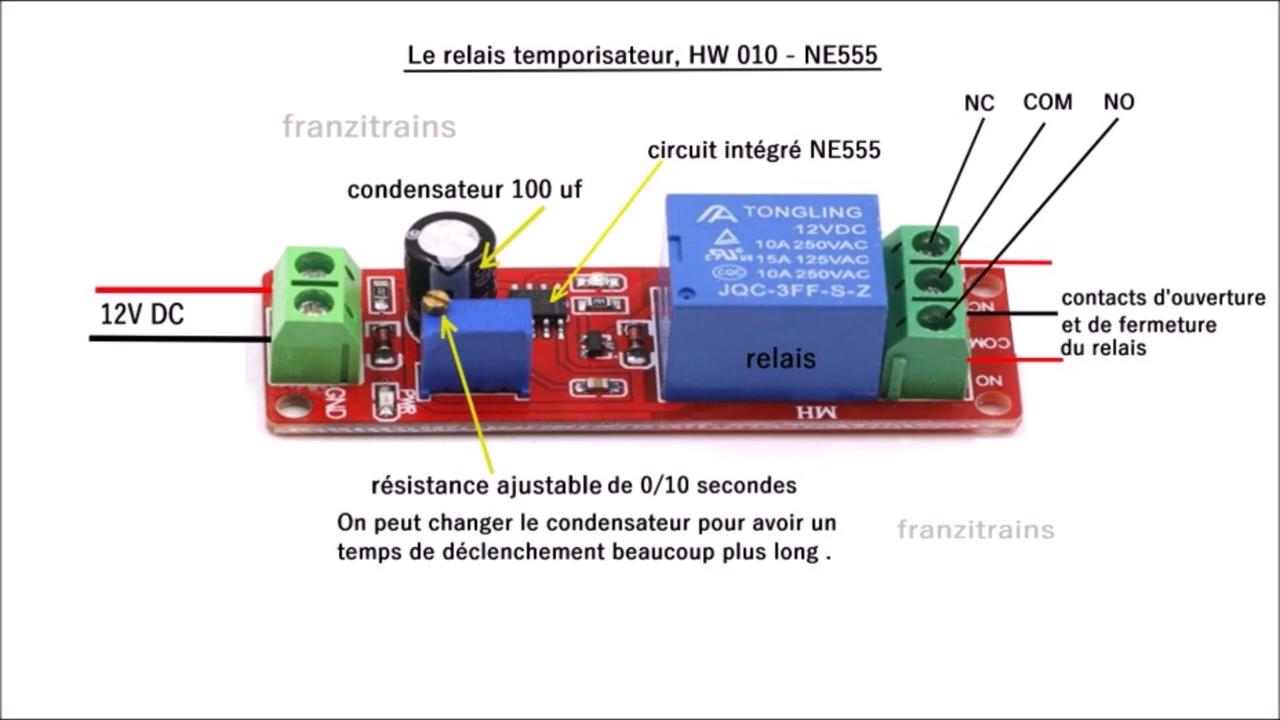 Le relais temporisateur, HW 010 - NE555
NC COM NO
franzitrains
circuit intégré NE555
condensateur 100 uf
TONGLING
12VDC
10A 250VAC
15A 125VAC
CQC 10A 250VAC
JQC-3FF-S-Z
12V DC
relais
contacts d'ouverture
et de fermeture
du relais
NC
COM
NO
GND
PWR
HM
résistance ajustable de 0/10 secondes
On peut changer le condensateur pour avoir un
temps de déclenchement beaucoup plus long .
franzitrains